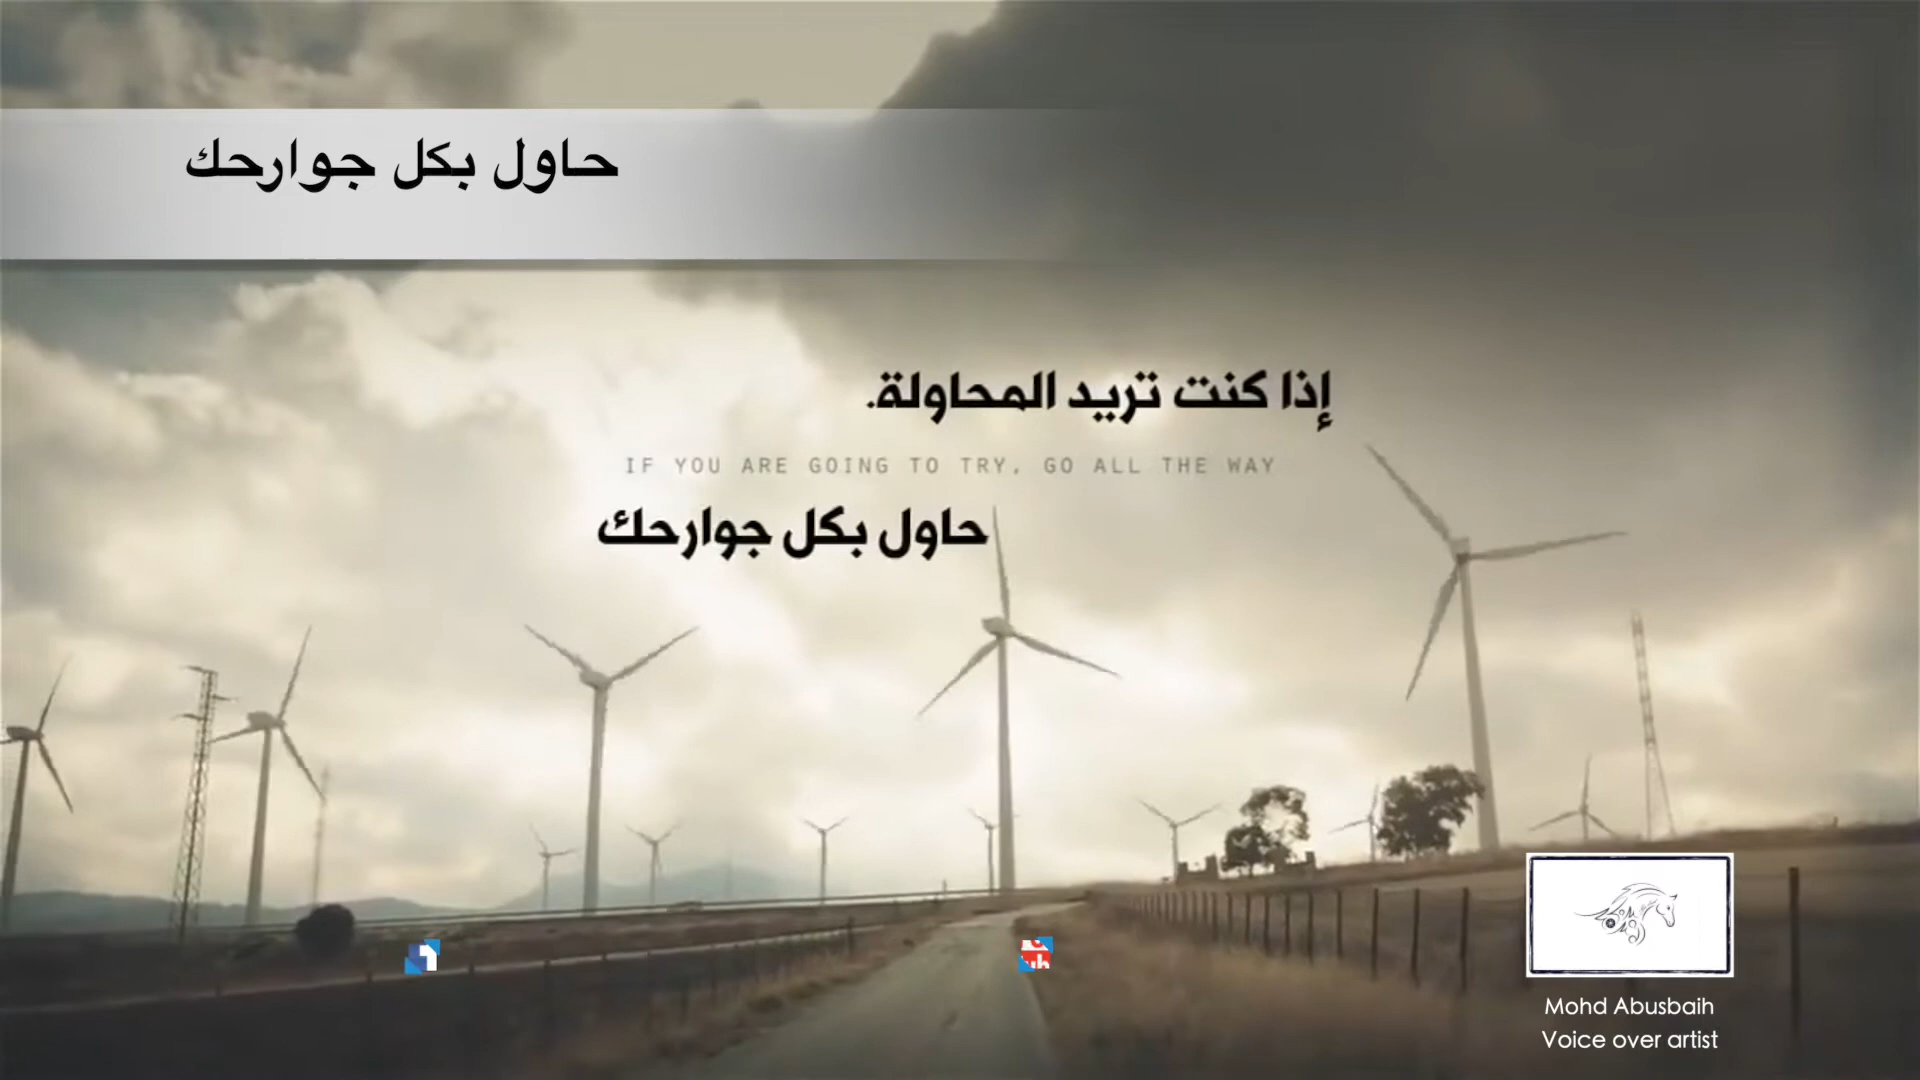 حاول بكل جوارحك
إذا كنت تريد المحاولة.
IF YOU ARE GOING TO TRY, GO ALL THE WAY
حاول بكل جوارحك
Mohd Abusbaih
Voice over artist